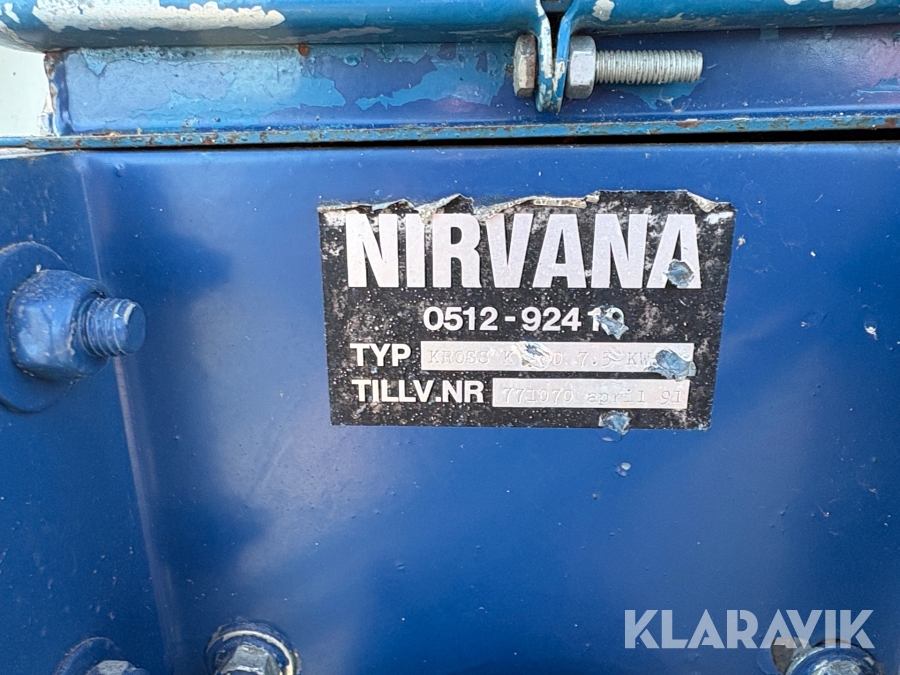 NIRVANA
0512-924
TYP KROSS 7.5 KW
TILLV.NR 771070 april 91
KLARAVIK